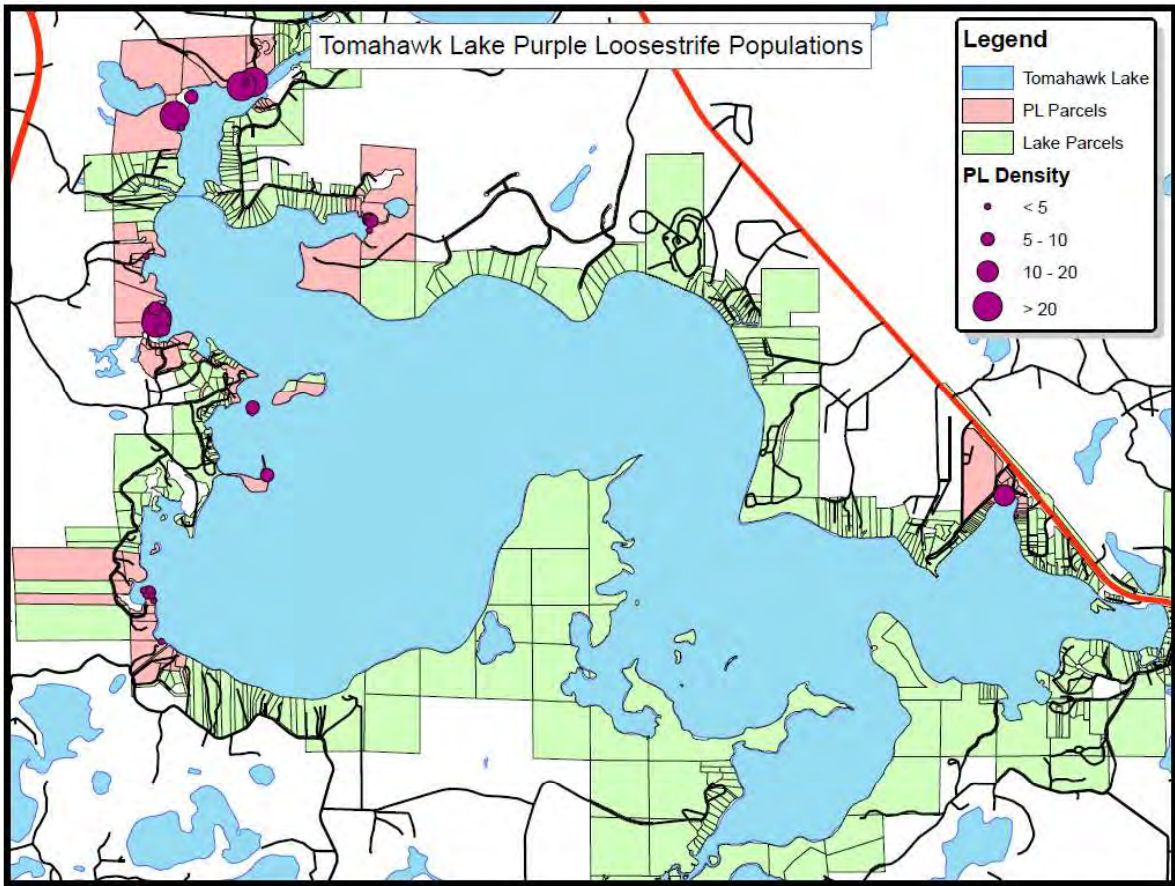 Tomahawk Lake Purple Loosestrife Populations
Legend
Tomahawk Lake
PL Parcels
Lake Parcels
PL Density
< 5
5 - 10
10 - 20
> 20